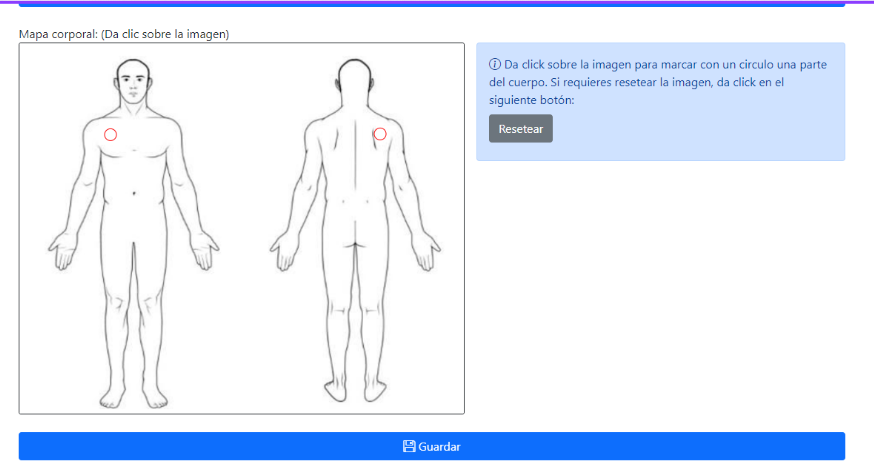 Mapa corporal: (Da clic sobre la imagen)
Da click sobre la imagen para marcar con un circulo una parte
del cuerpo. Si requieres resetear la imagen, da click en el
siguiente botón:
Resetear
Guardar